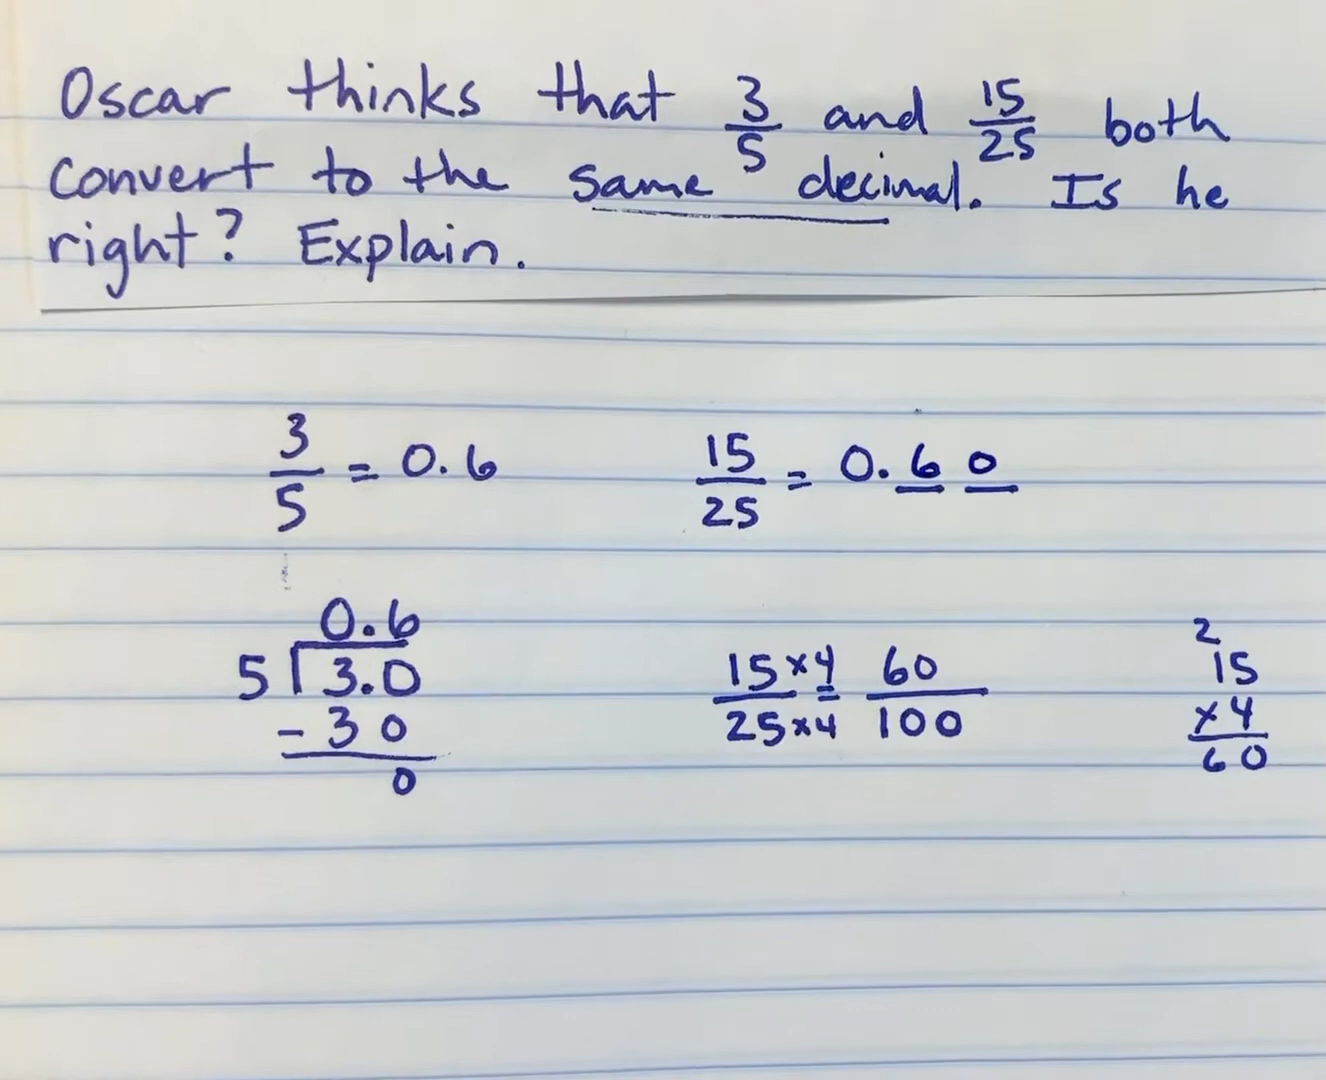 Oscar thinks that 3/5 and 15/25 both
convert to the same decimal. Is he
right? Explain.
3/5 = 0.6
15/25 = 0.60
0.6
5 3.0
- 30
0
15×4/25×4 = 60/100
2
15
×4
60